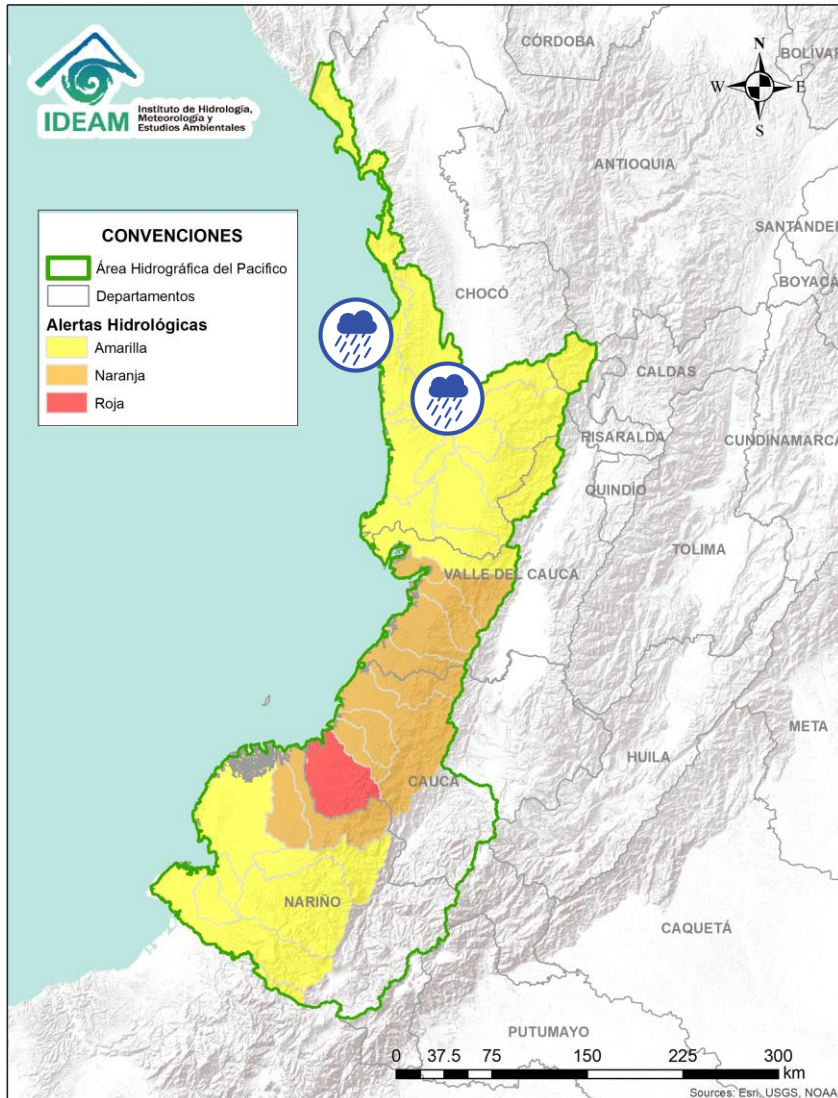 IDEAM
Instituto de Hidrología,
Meteorología y
Estudios Ambientales
N
W
E
S
CÓRDOBA
BOLÍVAR
ANTIOQUIA
SANTANDER
BOYACÁ
CHOCÓ
CALDAS
RISARALDA
CUNDINAMARCA
QUINDÍO
TOLIMA
VALLE DEL CAUCA
META
HUILA
CAUCA
NARIÑO
CAQUETÁ
PUTUMAYO
CONVENCIONES
Área Hidrográfica del Pacifico
Departamentos
Alertas Hidrológicas
Amarilla
Naranja
Roja
0 37.5 75 150 225 300
km
Sources: Esri, USGS, NOAA